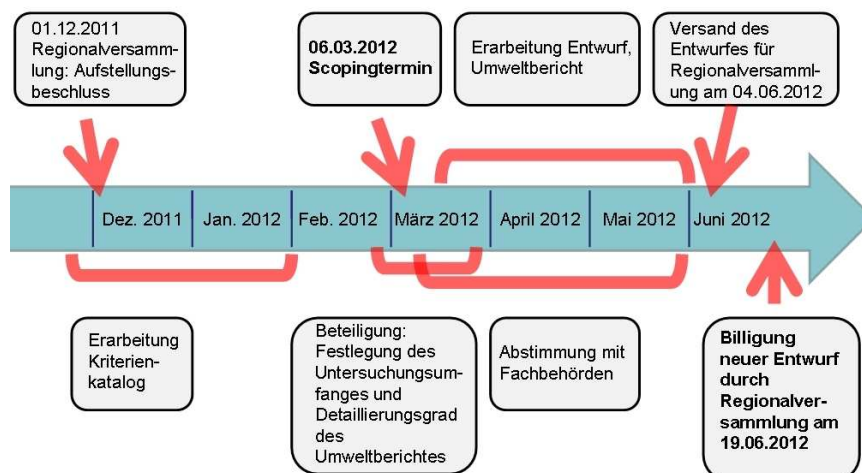 01.12.2011
Regionalversamm-
lung: Aufstellungs-
beschluss
06.03.2012
Scopingtermin
Erarbeitung Entwurf,
Umweltbericht
Versand des
Entwurfes für
Regionalversamml-
ung am 04.06.2012
Dez. 2011
Jan. 2012
Feb. 2012
März 2012
April 2012
Mai 2012
Juni 2012
Erarbeitung
Kriterien-
katalog
Beteiligung:
Festlegung des
Untersuchungsum-
fanges und
Detaillierungsgrad
des
Umweltberichtes
Abstimmung mit
Fachbehörden
Billigung
neuer Entwurf
durch
Regionalver-
sammlung am
19.06.2012